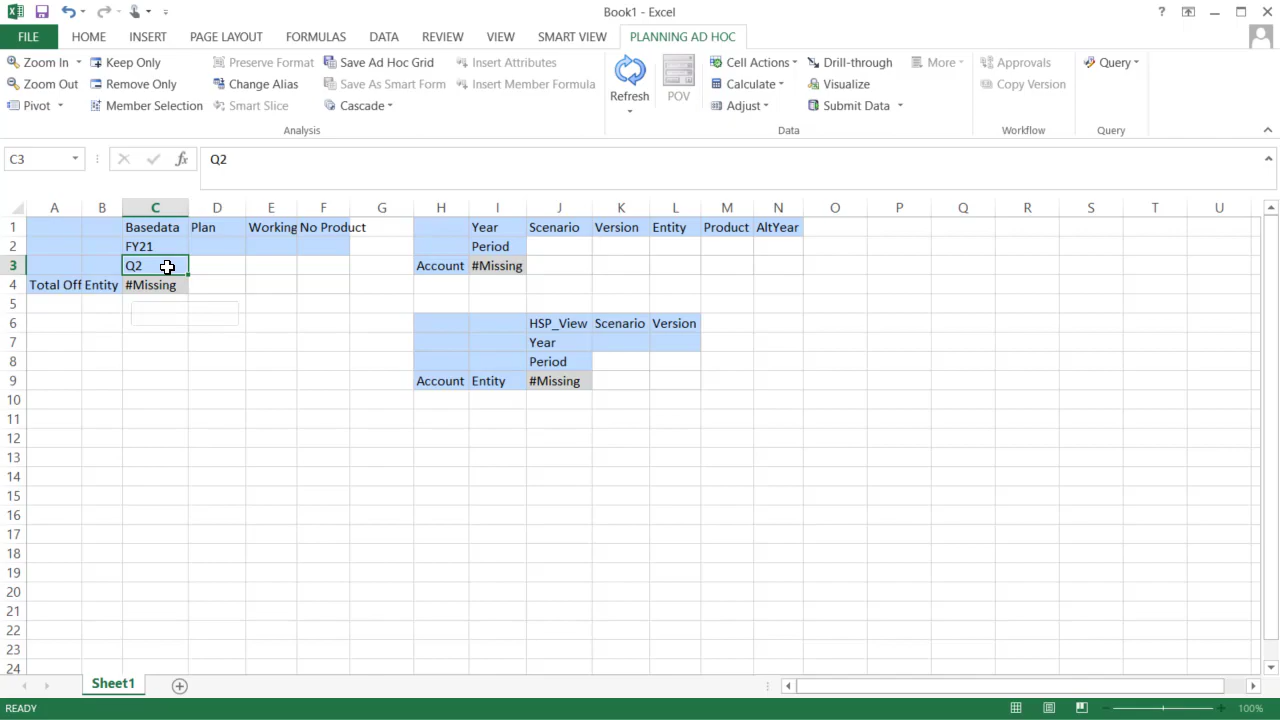 Book1 - Excel
?
FILE HOME INSERT PAGE LAYOUT FORMULAS DATA REVIEW VIEW SMART VIEW PLANNING AD HOC
Zoom In Keep Only Preserve Format Save Ad Hoc Grid Insert Attributes Cell Actions Drill-through More Approvals Query
Zoom Out Remove Only Change Alias Save As Smart Form Insert Member Formula Calculate Visualize Copy Version
Refresh POV
Pivot Member Selection Smart Slice Cascade Adjust Submit Data
Analysis Data Workflow Query
C3 fx Q2
A B C D E F G H I J K L M N O P Q R S T U
1 Basedata Plan Working No Product Year Scenario Version Entity Product AltYear
2 FY21 Period
3 Q2 Account #Missing
4 Total Off Entity #Missing
5
6 HSP_View Scenario Version
7 Year
8 Period
9 Account Entity #Missing
10
11
12
13
14
15
16
17
18
19
20
21
22
23
24
Sheet1
READY 100%